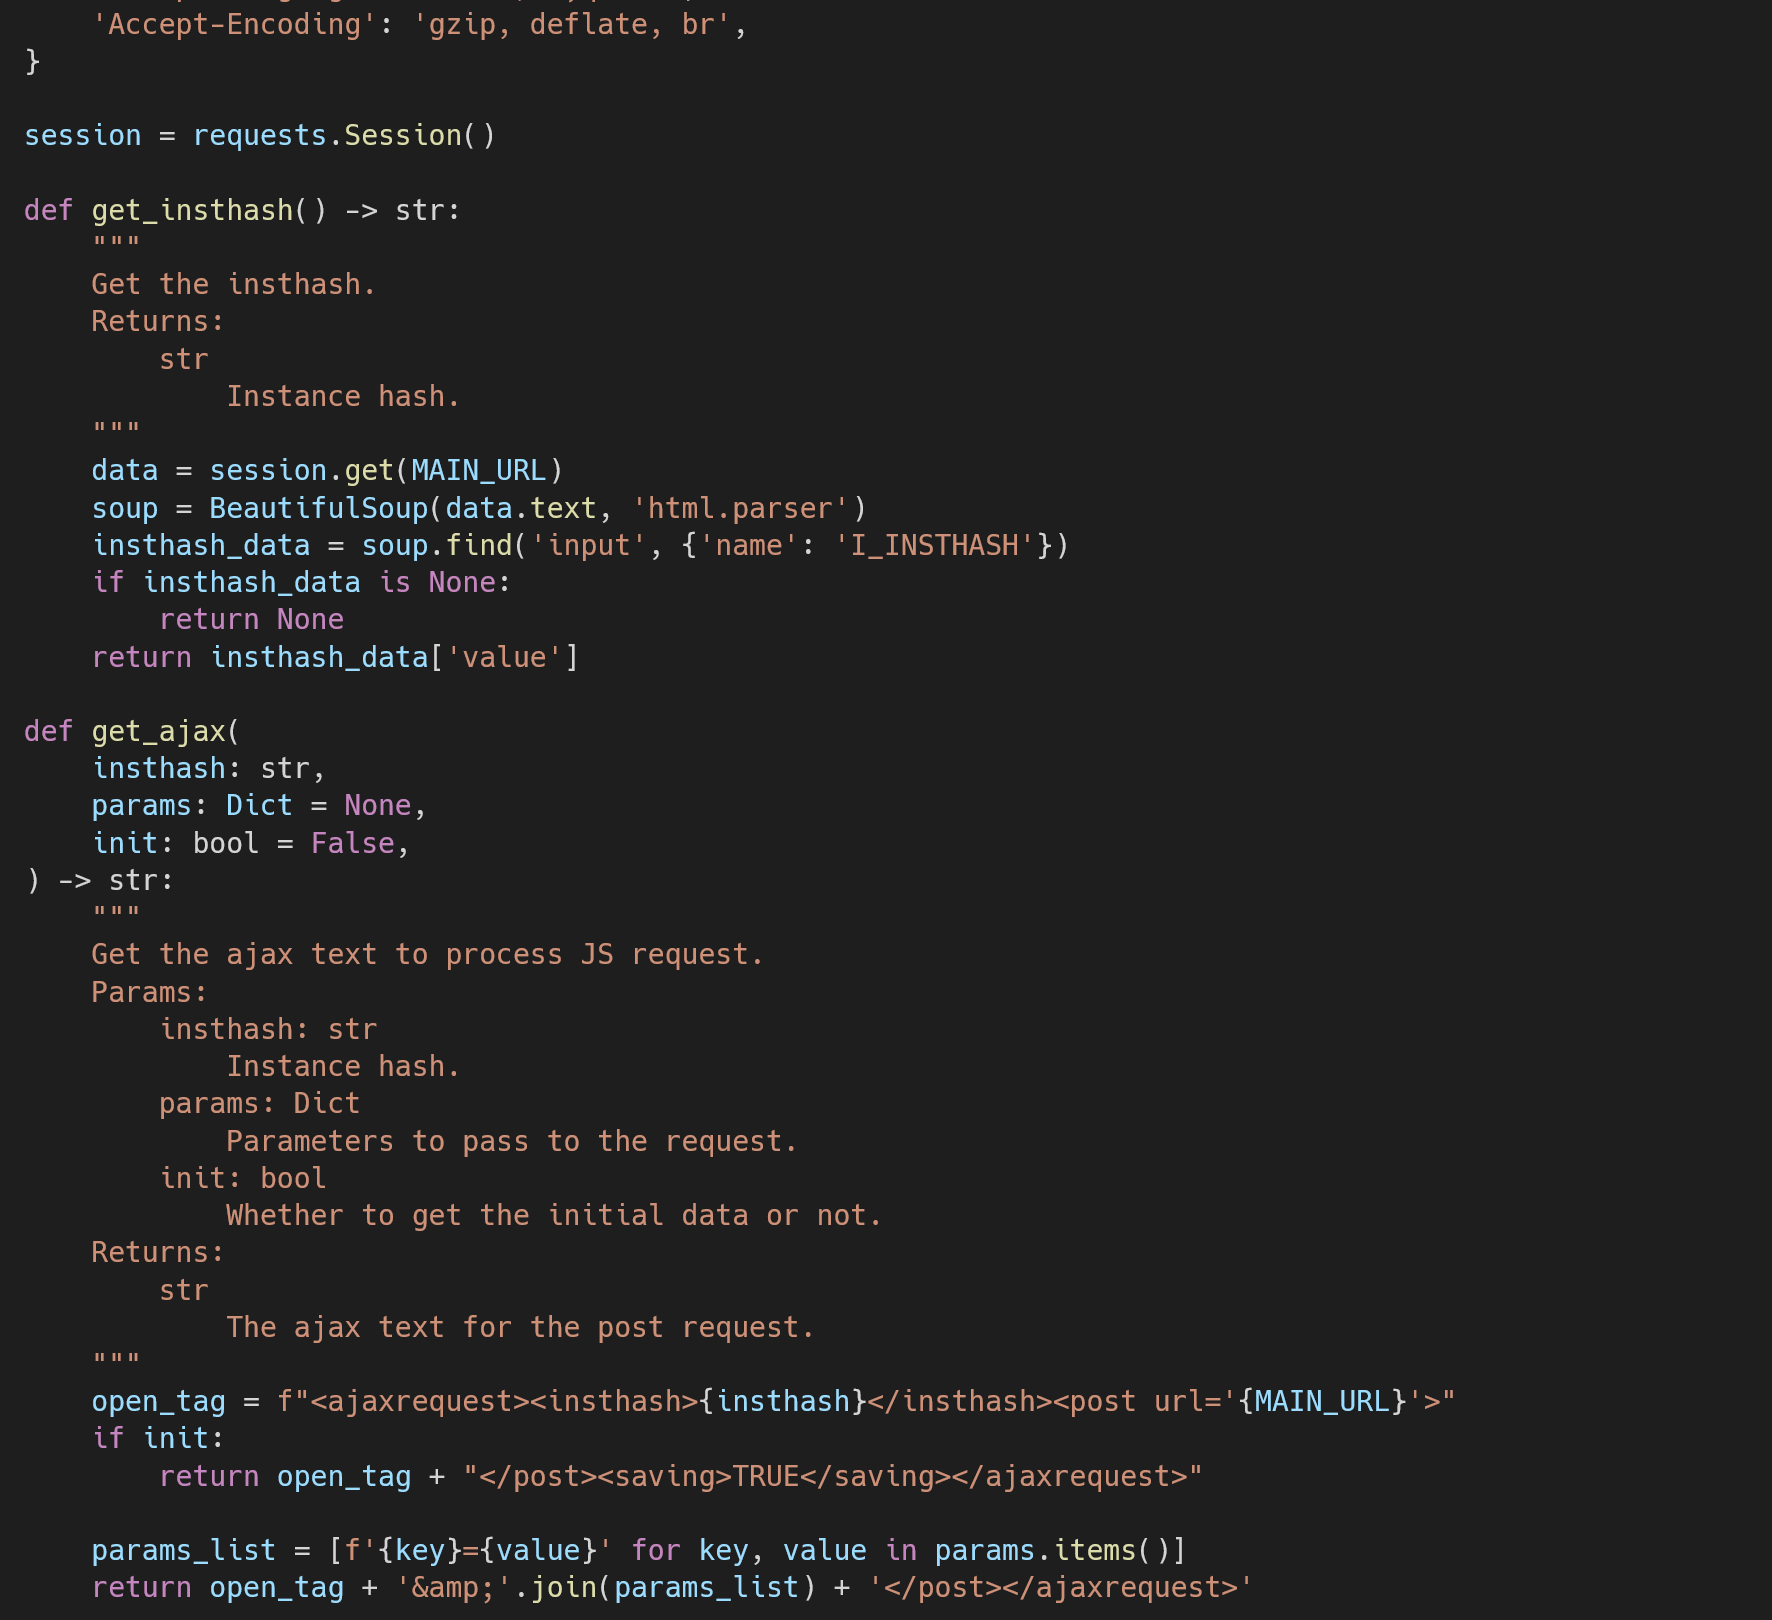 'Accept-Encoding': 'gzip, deflate, br',
}

session = requests.Session()

def get_insthash() -> str:
    """
    Get the insthash.
    Returns:
        str
            Instance hash.
    """
    data = session.get(MAIN_URL)
    soup = BeautifulSoup(data.text, 'html.parser')
    insthash_data = soup.find('input', {'name': 'I_INSTHASH'})
    if insthash_data is None:
        return None
    return insthash_data['value']

def get_ajax(
    insthash: str,
    params: Dict = None,
    init: bool = False,
) -> str:
    """
    Get the ajax text to process JS request.
    Params:
        insthash: str
            Instance hash.
        params: Dict
            Parameters to pass to the request.
        init: bool
            Whether to get the initial data or not.
    Returns:
        str
            The ajax text for the post request.
    """
    open_tag = f"<ajaxrequest><insthash>{insthash}</insthash><post url='{MAIN_URL}'>"
    if init:
        return open_tag + "</post><saving>TRUE</saving></ajaxrequest>"

    params_list = [f'{key}={value}' for key, value in params.items()]
    return open_tag + '&amp;'.join(params_list) + '</post></ajaxrequest>'